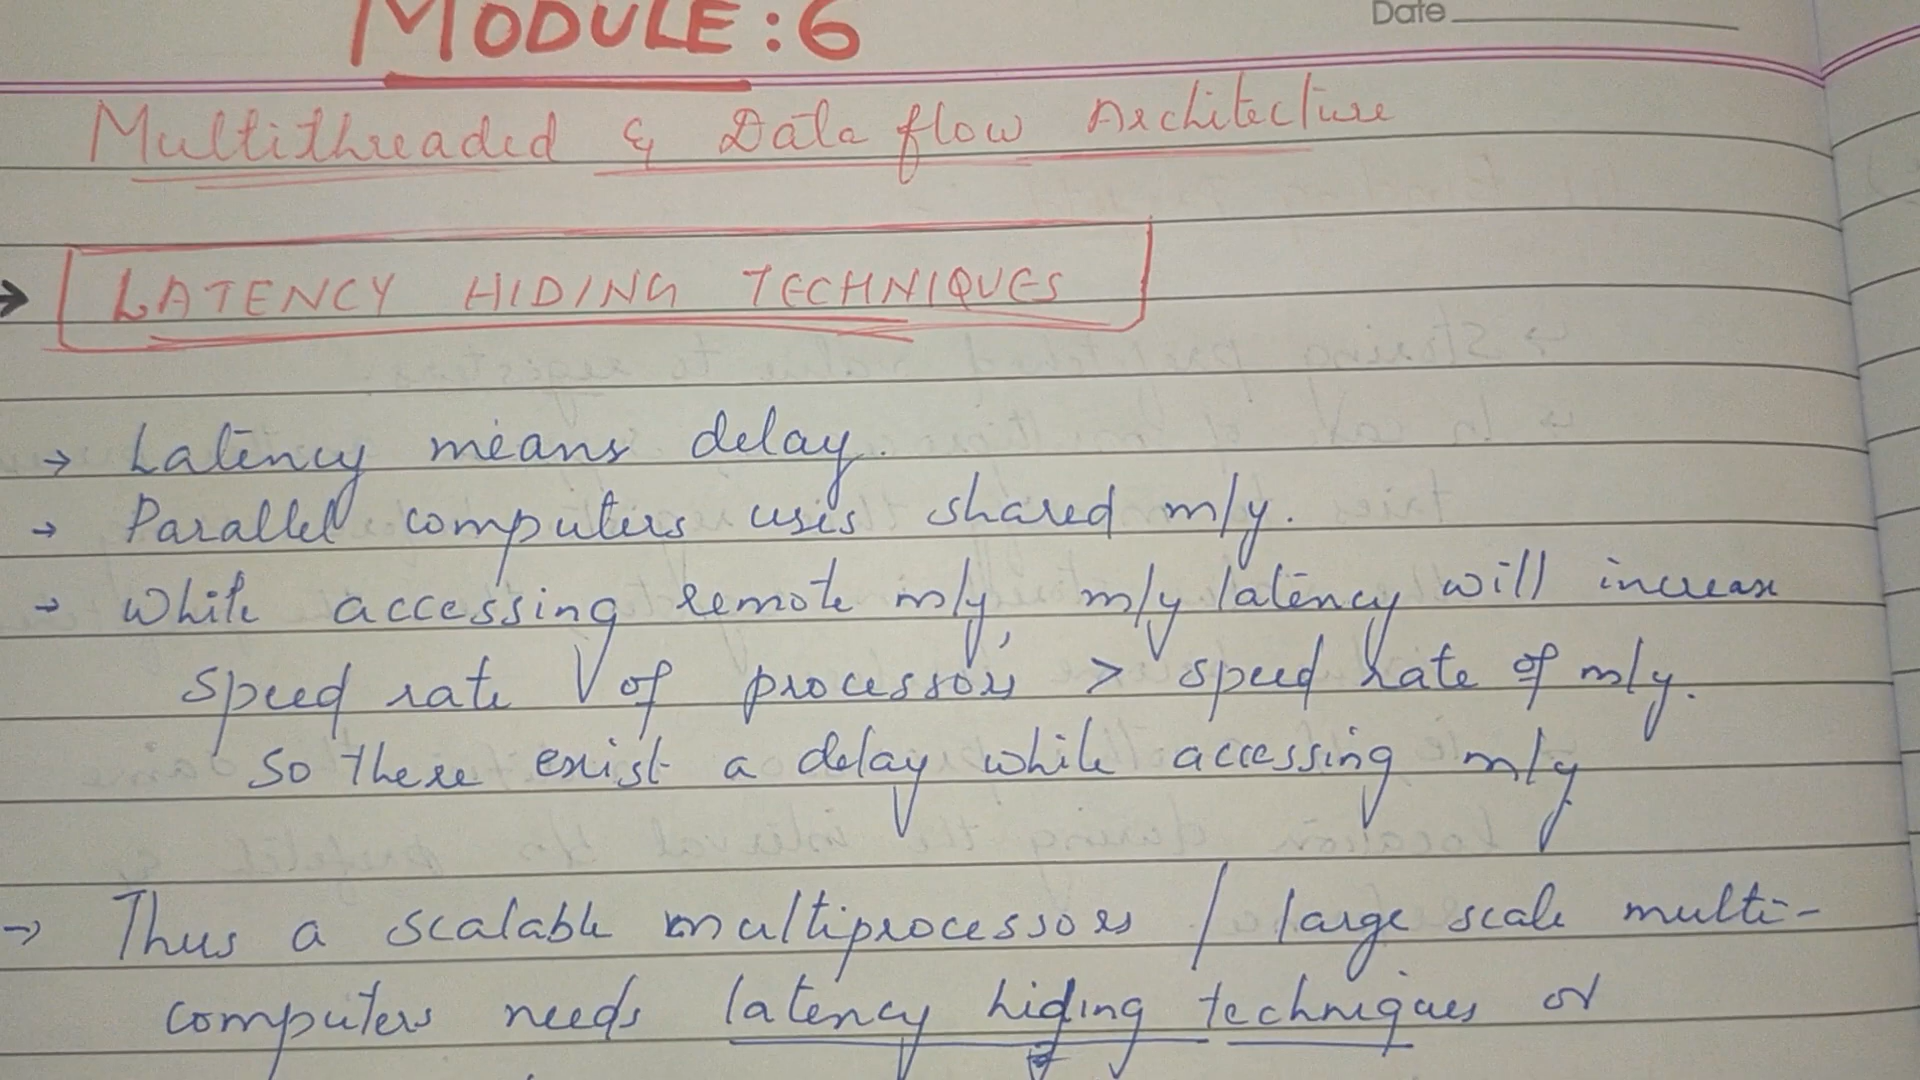 MODULE : 6
Date
Multithreaded & Data flow Architecture
→ LATENCY HIDING TECHNIQUES
→ Latency means delay.
→ Parallel computers uses shared m/y.
→ While accessing remote m/y, m/y latency will increase
speed rate of processors > speed rate of m/y.
so there exist a delay while accessing m/y
→ Thus a scalable multiprocessors / large scale multi-
computers needs latency hiding techniques or